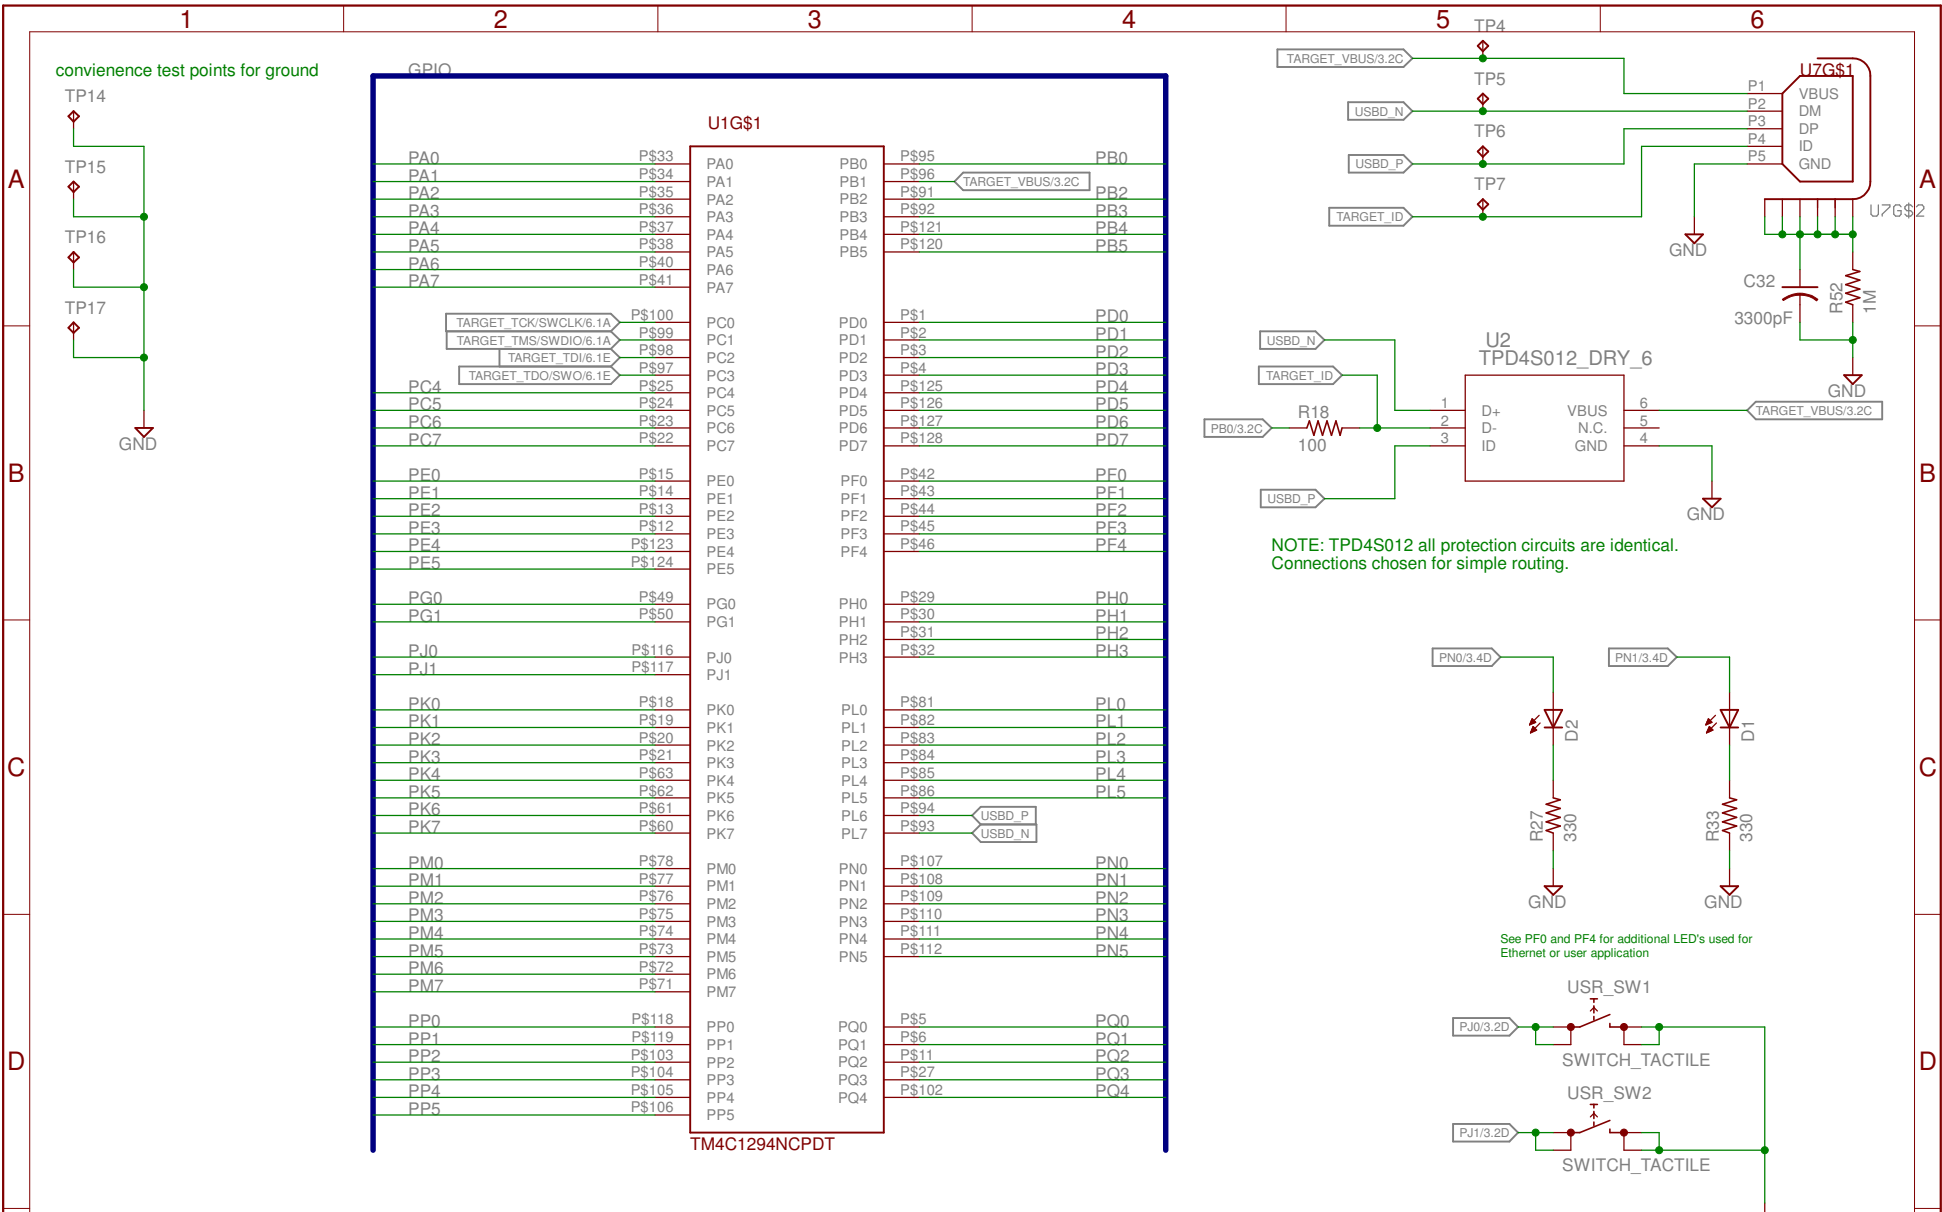 1 2 3 4 5 6
A A
B B
C C
D D
convienence test points for ground
TP14
TP15
TP16
TP17
GND
GPIO
U1G$1
PA0 P$33 PA0 PB0 P$95 PB0
PA1 P$34 PA1 PB1 P$96 TARGET_VBUS/3.2C
PA2 P$35 PA2 PB2 P$91 PB2
PA3 P$36 PA3 PB3 P$92 PB3
PA4 P$37 PA4 PB4 P$121 PB4
PA5 P$38 PA5 PB5 P$120 PB5
PA6 P$40 PA6
PA7 P$41 PA7
TARGET_TCK/SWCLK/6.1A P$100 PC0 PD0 P$1 PD0
TARGET_TMS/SWDIO/6.1A P$99 PC1 PD1 P$2 PD1
TARGET_TDI/6.1E P$98 PC2 PD2 P$3 PD2
TARGET_TDO/SWO/6.1E P$97 PC3 PD3 P$4 PD3
PC4 P$25 PC4 PD4 P$125 PD4
PC5 P$24 PC5 PD5 P$126 PD5
PC6 P$23 PC6 PD6 P$127 PD6
PC7 P$22 PC7 PD7 P$128 PD7
PE0 P$15 PE0 PF0 P$42 PF0
PE1 P$14 PE1 PF1 P$43 PF1
PE2 P$13 PE2 PF2 P$44 PF2
PE3 P$12 PE3 PF3 P$45 PF3
PE4 P$123 PE4 PF4 P$46 PF4
PE5 P$124 PE5
PG0 P$49 PG0 PH0 P$29 PH0
PG1 P$50 PG1 PH1 P$30 PH1
PH2 P$31 PH2
PJ0 P$116 PJ0 PH3 P$32 PH3
PJ1 P$117 PJ1
PK0 P$18 PK0 PL0 P$81 PL0
PK1 P$19 PK1 PL1 P$82 PL1
PK2 P$20 PK2 PL2 P$83 PL2
PK3 P$21 PK3 PL3 P$84 PL3
PK4 P$63 PK4 PL4 P$85 PL4
PK5 P$62 PK5 PL5 P$86 PL5
PK6 P$61 PK6 PL6 P$94 USBD_P
PK7 P$60 PK7 PL7 P$93 USBD_N
PM0 P$78 PM0 PN0 P$107 PN0
PM1 P$77 PM1 PN1 P$108 PN1
PM2 P$76 PM2 PN2 P$109 PN2
PM3 P$75 PM3 PN3 P$110 PN3
PM4 P$74 PM4 PN4 P$111 PN4
PM5 P$73 PM5 PN5 P$112 PN5
PM6 P$72 PM6
PM7 P$71 PM7
PP0 P$118 PP0 PQ0 P$5 PQ0
PP1 P$119 PP1 PQ1 P$6 PQ1
PP2 P$103 PP2 PQ2 P$11 PQ2
PP3 P$104 PP3 PQ3 P$27 PQ3
PP4 P$105 PP4 PQ4 P$102 PQ4
PP5 P$106 PP5
TM4C1294NCPDT
TP4
TARGET_VBUS/3.2C
TP5
USBD_N
TP6
USBD_P
TP7
TARGET_ID
U7G$1
P1 VBUS
P2 DM
P3 DP
P4 ID
P5 GND
U7G$2
GND
C32
3300pF
R52
1M
GND
U2
TPD4S012_DRY_6
USBD_N
TARGET_ID
PB0/3.2C
R18
100
USBD_P
1 D+ VBUS 6 TARGET_VBUS/3.2C
2 D- N.C. 5
3 ID GND 4
GND
NOTE: TPD4S012 all protection circuits are identical.
Connections chosen for simple routing.
PN0/3.4D PN1/3.4D
D2 D1
R27 330 R33 330
GND GND
See PF0 and PF4 for additional LED's used for
Ethernet or user application
USR_SW1
PJ0/3.2D
SWITCH_TACTILE
USR_SW2
PJ1/3.2D
SWITCH_TACTILE